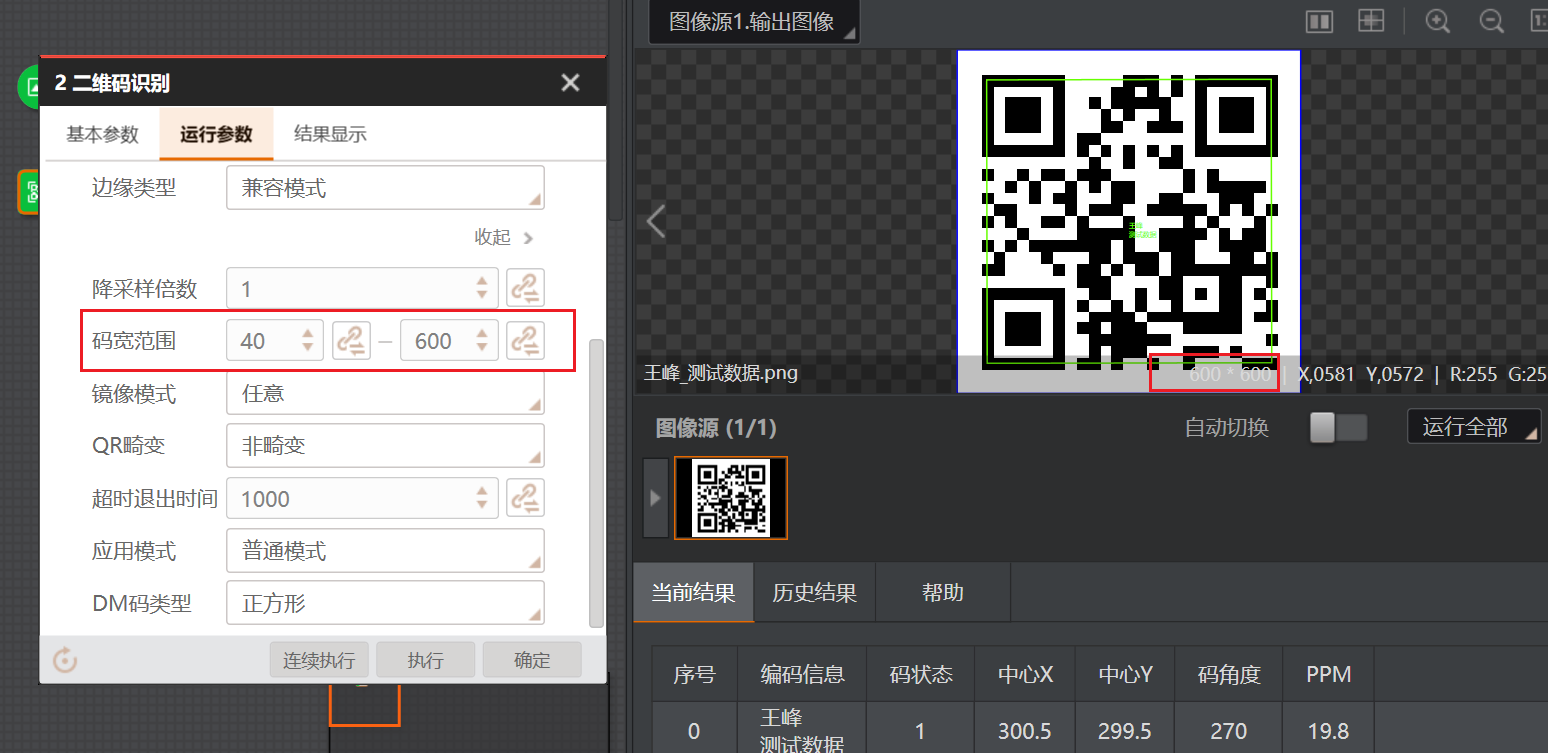 2 二维码识别
基本参数 运行参数 结果显示
边缘类型 兼容模式
收起
降采样倍数 1
码宽范围 40 – 600
镜像模式 任意
QR畸变 非畸变
超时退出时间 1000
应用模式 普通模式
DM码类型 正方形
连续执行 执行 确定
图像源1.输出图像
王峰
测试数据
王峰_测试数据.png 600 * 600 | X,0581 Y,0572 | R:255 G:25
图像源 (1/1) 自动切换 运行全部
当前结果 历史结果 帮助
序号 编码信息 码状态 中心X 中心Y 码角度 PPM
0 王峰 1 300.5 299.5 270 19.8
测试数据